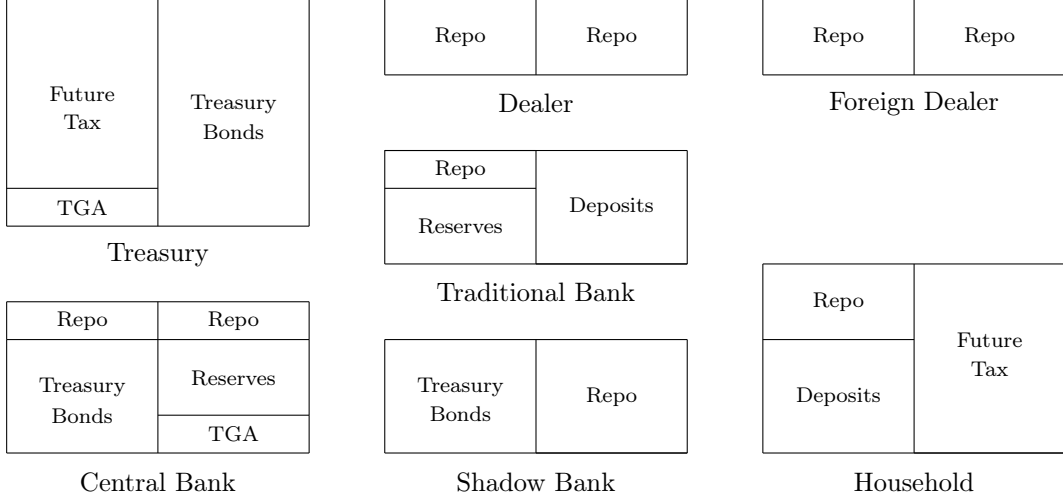 Future
Tax
Treasury
Bonds
TGA
Treasury
Repo
Repo
Dealer
Repo
Repo
Foreign Dealer
Repo
Reserves
Deposits
Traditional Bank
Repo
Repo
Treasury
Bonds
Reserves
TGA
Central Bank
Treasury
Bonds
Repo
Shadow Bank
Repo
Deposits
Future
Tax
Household